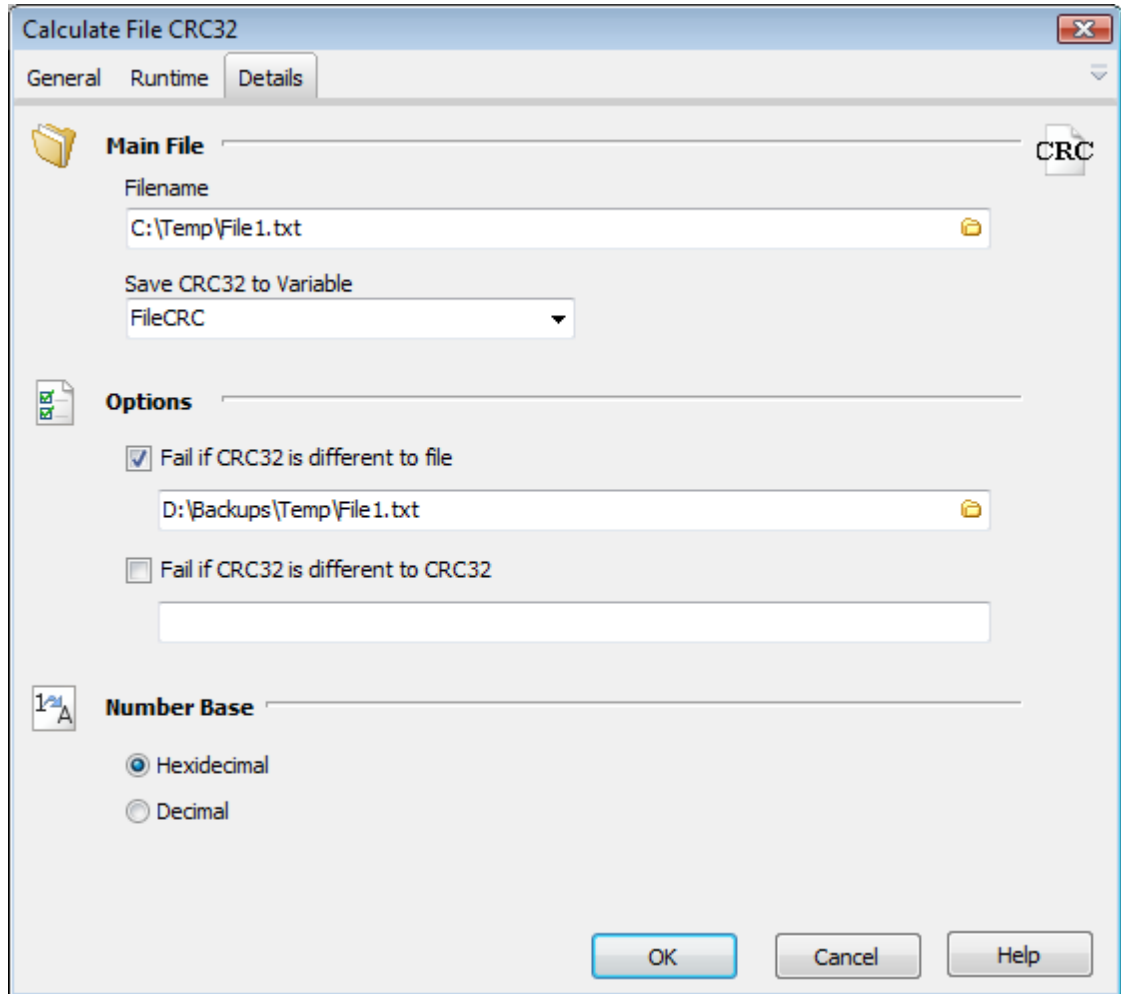 Calculate File CRC32
General Runtime Details
Main File
CRC
Filename
C:\Temp\File1.txt
Save CRC32 to Variable
FileCRC
Options
Fail if CRC32 is different to file
D:\Backups\Temp\File1.txt
Fail if CRC32 is different to CRC32
1 A
Number Base
Hexidecimal
Decimal
OK Cancel Help